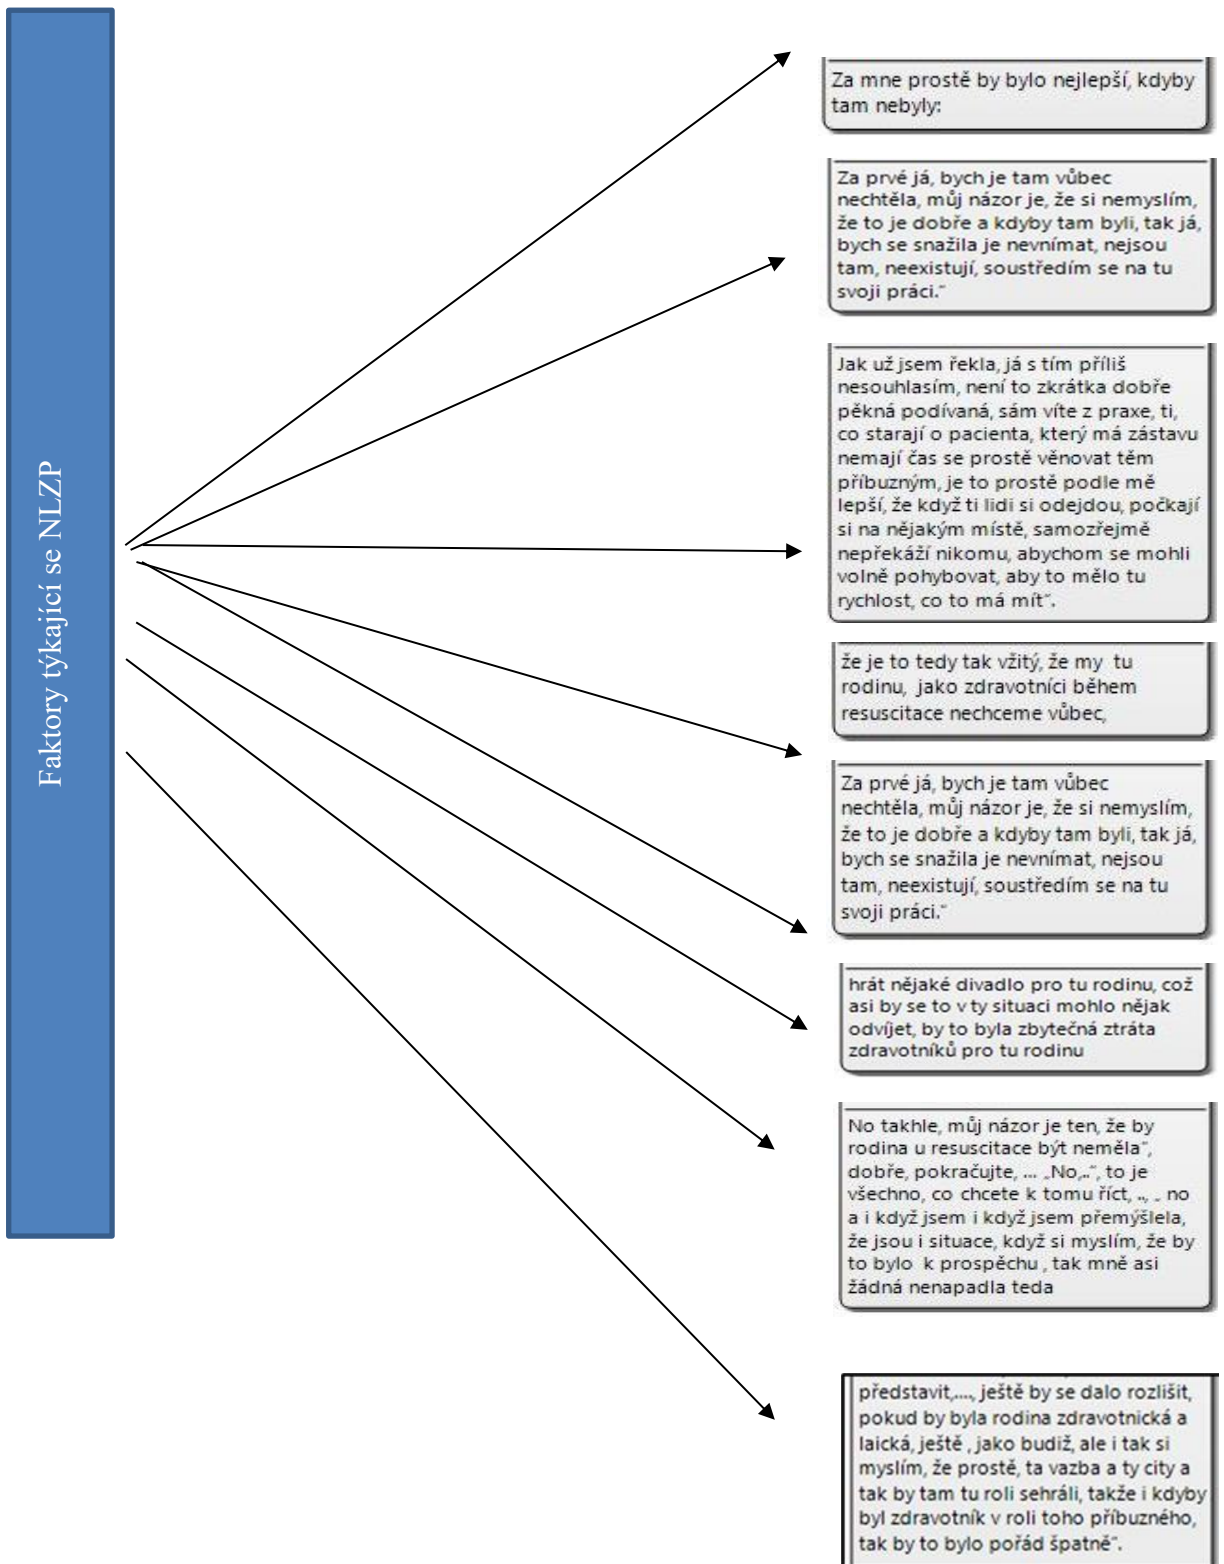 Faktory týkající se NLZP
Za mne prostě by bylo nejlepší, kdyby
tam nebyly:
Za prvé já, bych je tam vůbec
nechtěla, můj názor je, že si nemyslím,
že to je dobře a kdyby tam byli, tak já,
bych se snažila je nevnímat, nejsou
tam, neexistují, soustředím se na tu
svoji práci.“
Jak už jsem řekla, já s tím příliš
nesouhlasím, není to zkrátka dobře
pěkná podívaná, sám víte z praxe, ti,
co starají o pacienta, který má zástavu
nemají čas se prostě věnovat těm
příbuzným, je to prostě podle mě
lepší, že když ti lidi si odejdou, počkají
si na nějakým místě, samozřejmě
nepřekáží nikomu, abychom se mohli
volně pohybovat, aby to mělo tu
rychlost, co to má mít“.
že je to tedy tak vžitý, že my tu
rodinu, jako zdravotníci během
resuscitace nechceme vůbec,
Za prvé já, bych je tam vůbec
nechtěla, můj názor je, že si nemyslím,
že to je dobře a kdyby tam byli, tak já,
bych se snažila je nevnímat, nejsou
tam, neexistují, soustředím se na tu
svoji práci.“
hrát nějaké divadlo pro tu rodinu, což
asi by se to v ty situaci mohlo nějak
odvíjet, by to byla zbytečná ztráta
zdravotníků pro tu rodinu
No takhle, můj názor je ten, že by
rodina u resuscitace být neměla“,
dobře, pokračujte, ... „No,..“, to je
všechno, co chcete k tomu říct, .., „ no
a i když jsem i když jsem přemýšlela,
že jsou i situace, když si myslím, že by
to bylo k prospěchu , tak mně asi
žádná nenapadla teda
představit,...., ještě by se dalo rozlišit,
pokud by byla rodina zdravotnická a
laická, ještě , jako budiž, ale i tak si
myslím, že prostě, ta vazba a ty city a
tak by tam tu roli sehráli, takže i kdyby
byl zdravotník v roli toho příbuzného,
tak by to bylo pořád špatně“.